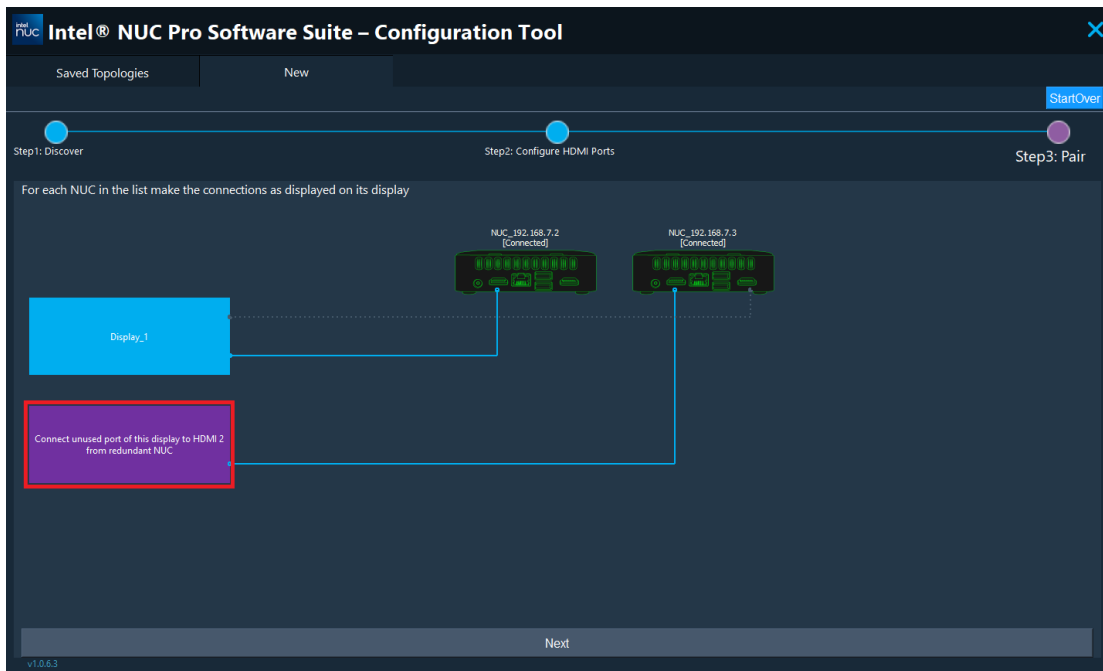 intel
nuc
Intel® NUC Pro Software Suite – Configuration Tool
Saved Topologies
New
StartOver
Step1: Discover
Step2: Configure HDMI Ports
Step3: Pair
For each NUC in the list make the connections as displayed on its display
NUC_192.168.7.2
[Connected]
NUC_192.168.7.3
[Connected]
Display_1
Connect unused port of this display to HDMI 2
from redundant NUC
Next
v1.0.6.3